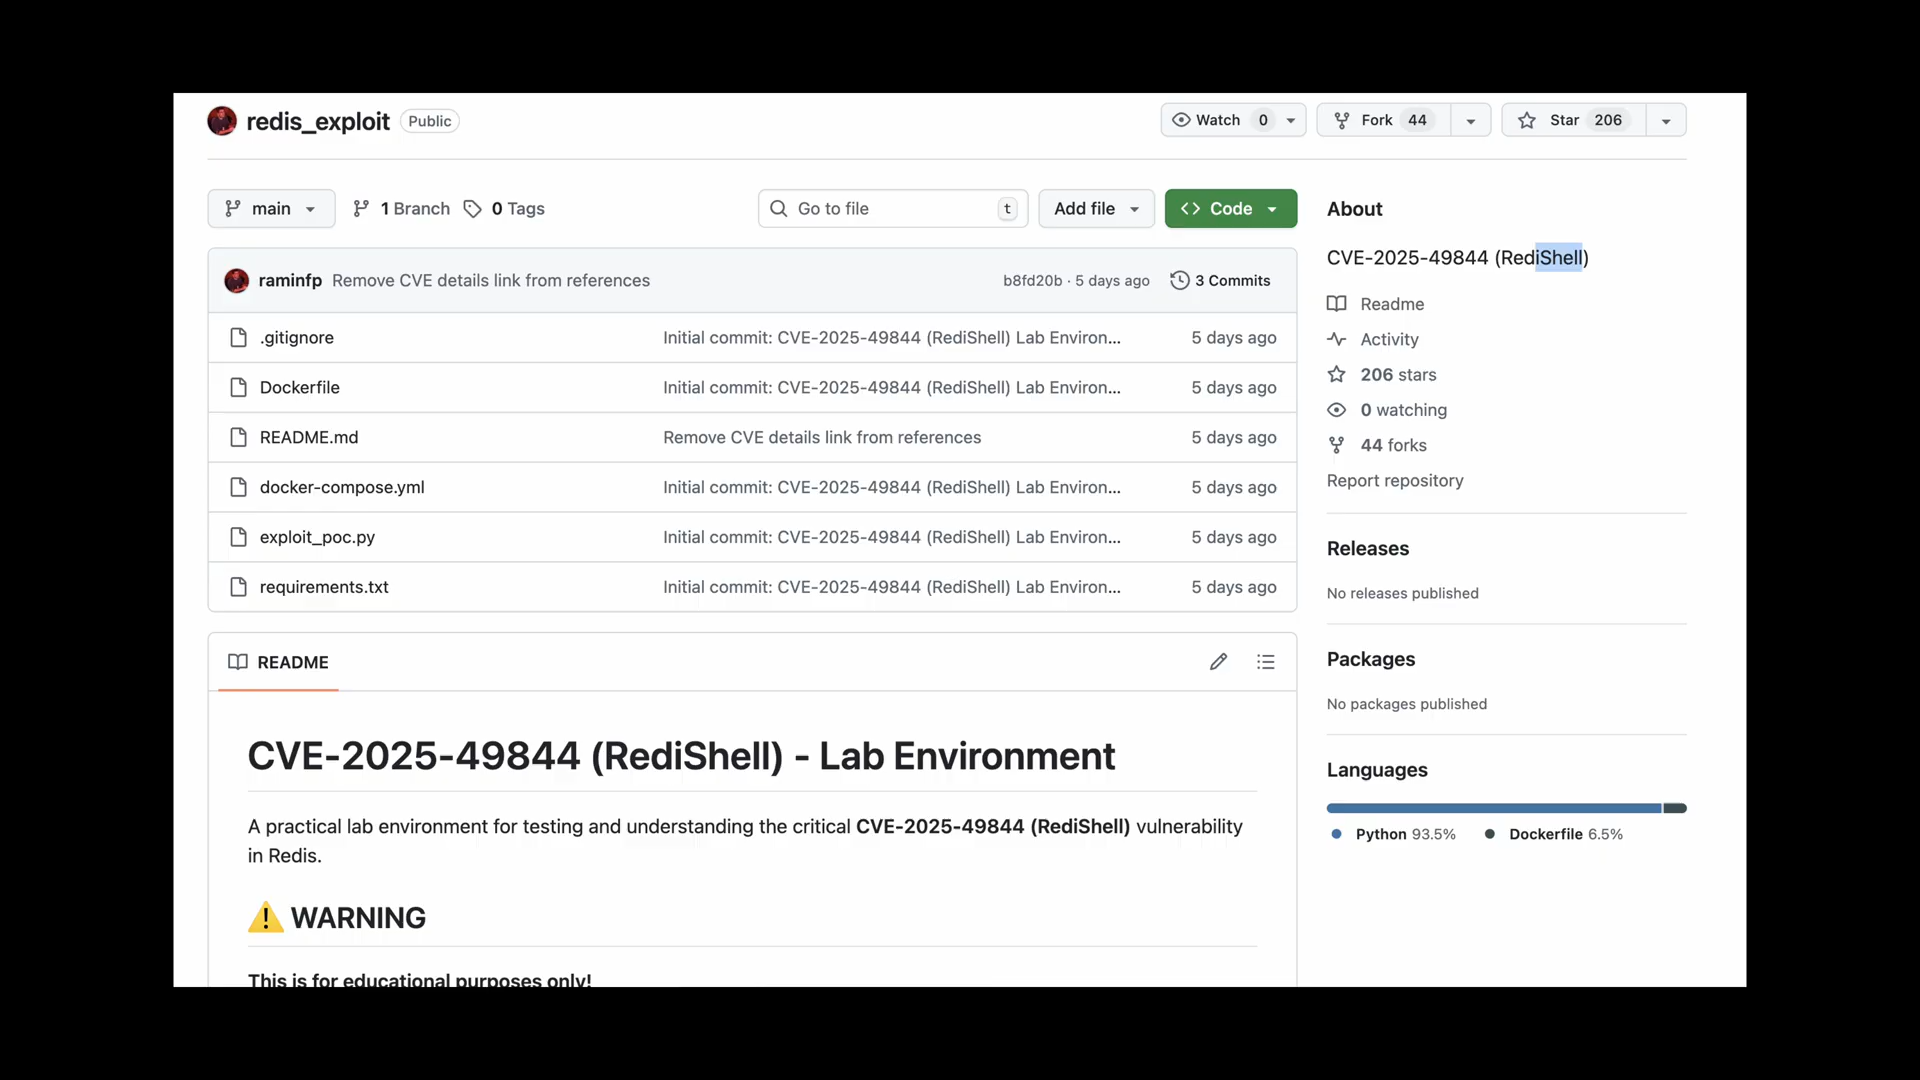 redis_exploit Public Watch 0 Fork 44 Star 206
main 1 Branch 0 Tags Go to file t Add file Code
raminfp Remove CVE details link from references b8fd20b · 5 days ago 3 Commits
.gitignore Initial commit: CVE-2025-49844 (RediShell) Lab Environ... 5 days ago
Dockerfile Initial commit: CVE-2025-49844 (RediShell) Lab Environ... 5 days ago
README.md Remove CVE details link from references 5 days ago
docker-compose.yml Initial commit: CVE-2025-49844 (RediShell) Lab Environ... 5 days ago
exploit_poc.py Initial commit: CVE-2025-49844 (RediShell) Lab Environ... 5 days ago
requirements.txt Initial commit: CVE-2025-49844 (RediShell) Lab Environ... 5 days ago
README
CVE-2025-49844 (RediShell) - Lab Environment
A practical lab environment for testing and understanding the critical CVE-2025-49844 (RediShell) vulnerability
in Redis.
WARNING
This is for educational purposes only!
About
CVE-2025-49844 (RediShell)
Readme
Activity
206 stars
0 watching
44 forks
Report repository
Releases
No releases published
Packages
No packages published
Languages
Python 93.5% Dockerfile 6.5%